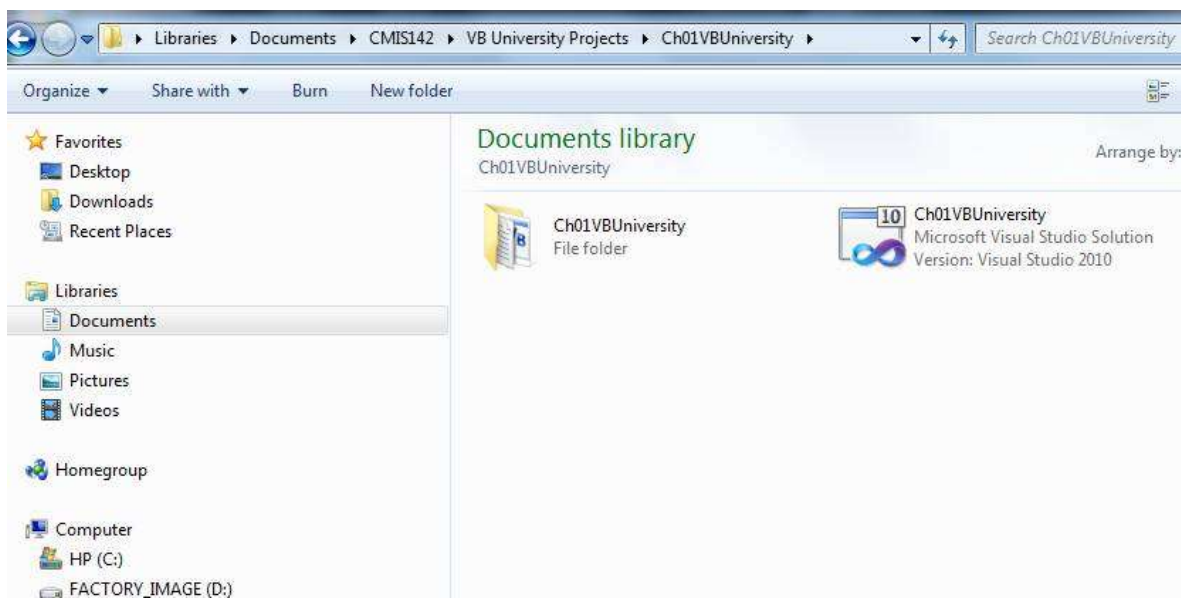 Libraries ▸ Documents ▸ CMIS142 ▸ VB University Projects ▸ Ch01VBUniversity ▸
Search Ch01VBUniversity
Organize Share with Burn New folder
Favorites
Desktop
Downloads
Recent Places
Libraries
Documents
Music
Pictures
Videos
Homegroup
Computer
HP (C:)
FACTORY_IMAGE (D:)
Documents library
Ch01VBUniversity
Arrange by:
Ch01VBUniversity
File folder
10
Ch01VBUniversity
Microsoft Visual Studio Solution
Version: Visual Studio 2010